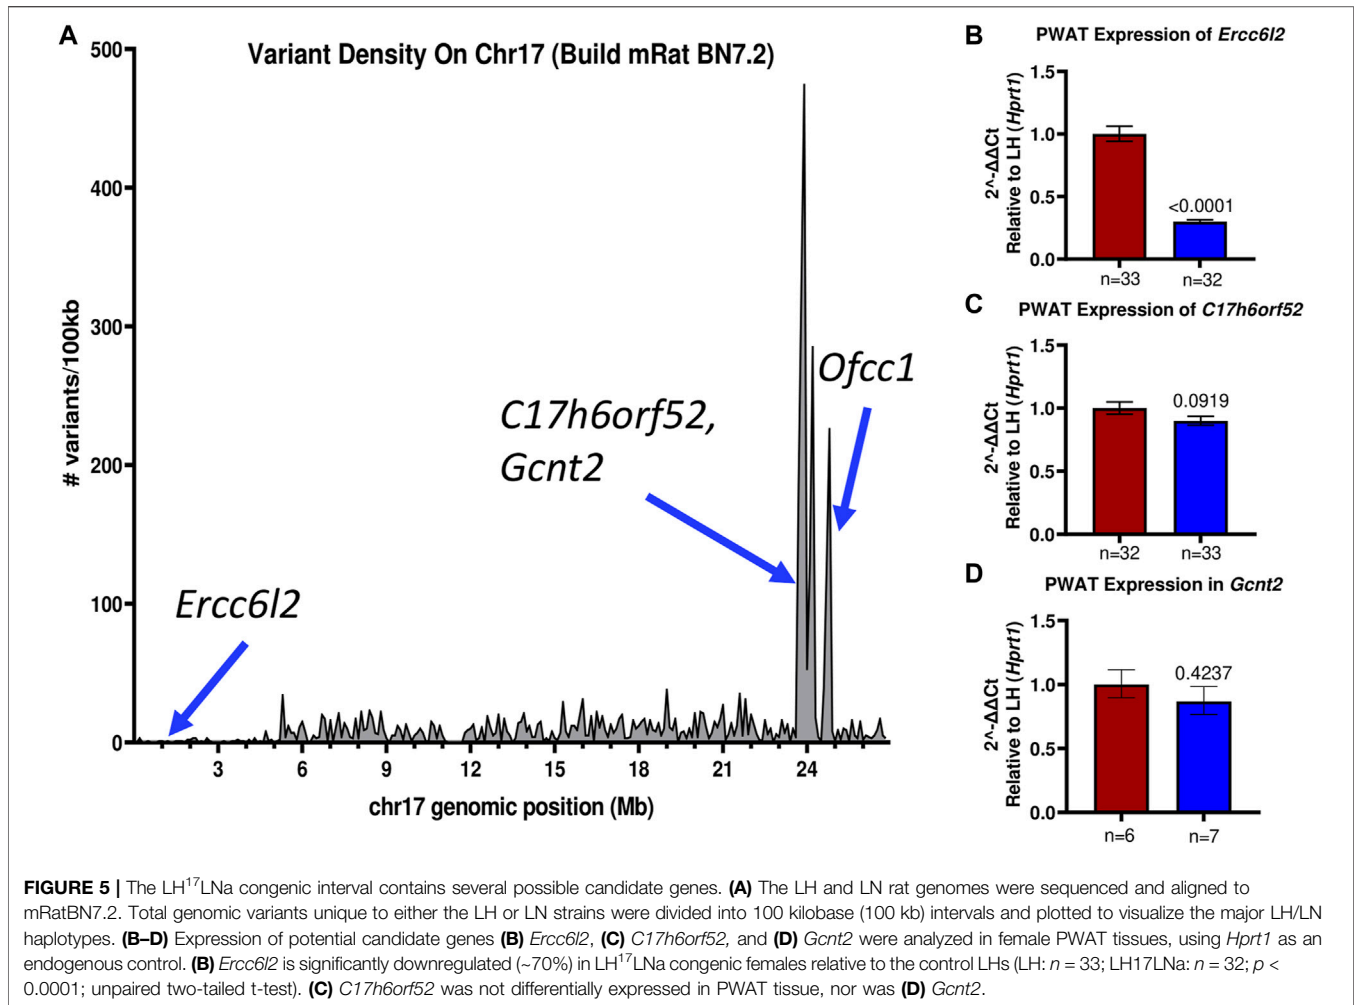 A
Variant Density On Chr17 (Build mRat BN7.2)
# variants/100kb
500
400
300
200
100
0
3 6 9 12 15 18 21 24
chr17 genomic position (Mb)
Ercc6l2
C17h6orf52,
Gcnt2
Ofcc1
B
PWAT Expression of Ercc6l2
2^-ΔΔCt
Relative to LH (Hprt1)
1.5
1.0
0.5
0.0
<0.0001
n=33 n=32
C
PWAT Expression of C17h6orf52
2^-ΔΔCt
Relative to LH (Hprt1)
1.5
1.0
0.5
0.0
0.0919
n=32 n=33
D
PWAT Expression in Gcnt2
2^-ΔΔCt
Relative to LH (Hprt1)
1.5
1.0
0.5
0.0
0.4237
n=6 n=7
FIGURE 5 | The LH¹⁷LNa congenic interval contains several possible candidate genes. (A) The LH and LN rat genomes were sequenced and aligned to
mRatBN7.2. Total genomic variants unique to either the LH or LN strains were divided into 100 kilobase (100 kb) intervals and plotted to visualize the major LH/LN
haplotypes. (B–D) Expression of potential candidate genes (B) Ercc6l2, (C) C17h6orf52, and (D) Gcnt2 were analyzed in female PWAT tissues, using Hprt1 as an
endogenous control. (B) Ercc6l2 is significantly downregulated (~70%) in LH¹⁷LNa congenic females relative to the control LHs (LH: n = 33; LH17LNa: n = 32; p <
0.0001; unpaired two-tailed t-test). (C) C17h6orf52 was not differentially expressed in PWAT tissue, nor was (D) Gcnt2.